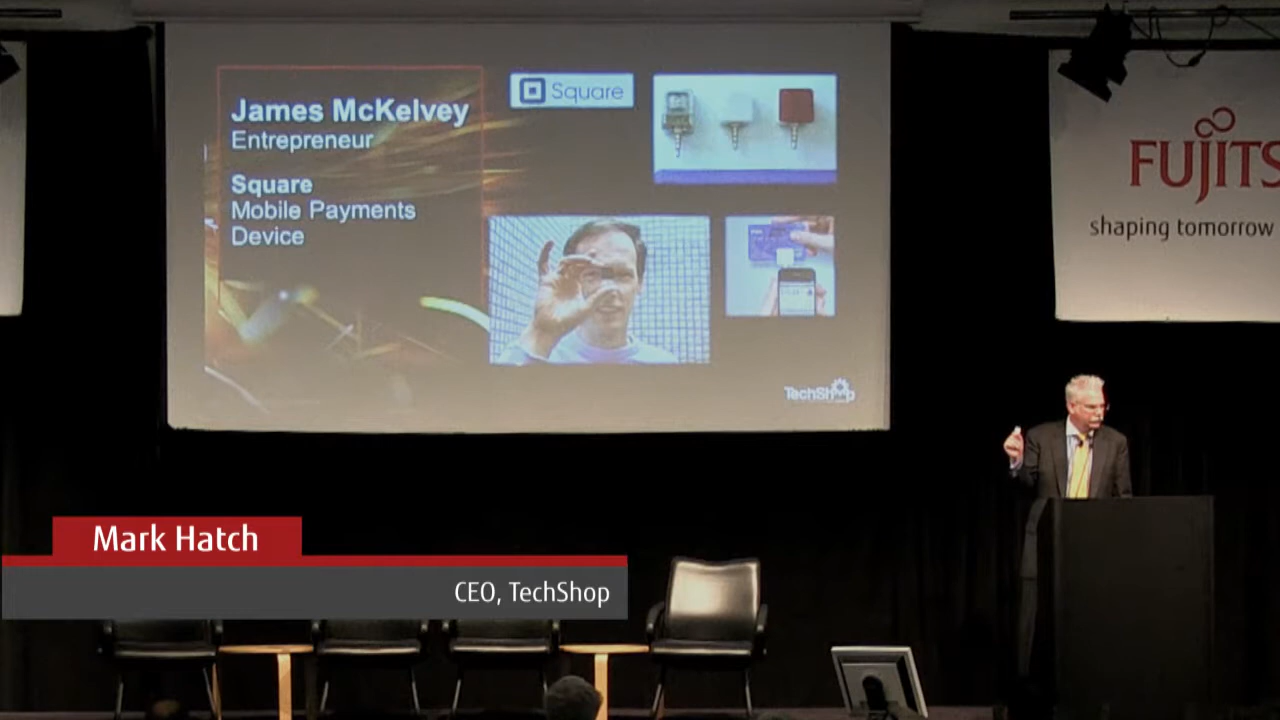 James McKelvey
Entrepreneur
Square
Mobile Payments
Device
Square
TechShop
FUJITS
shaping tomorrow
Mark Hatch
CEO, TechShop